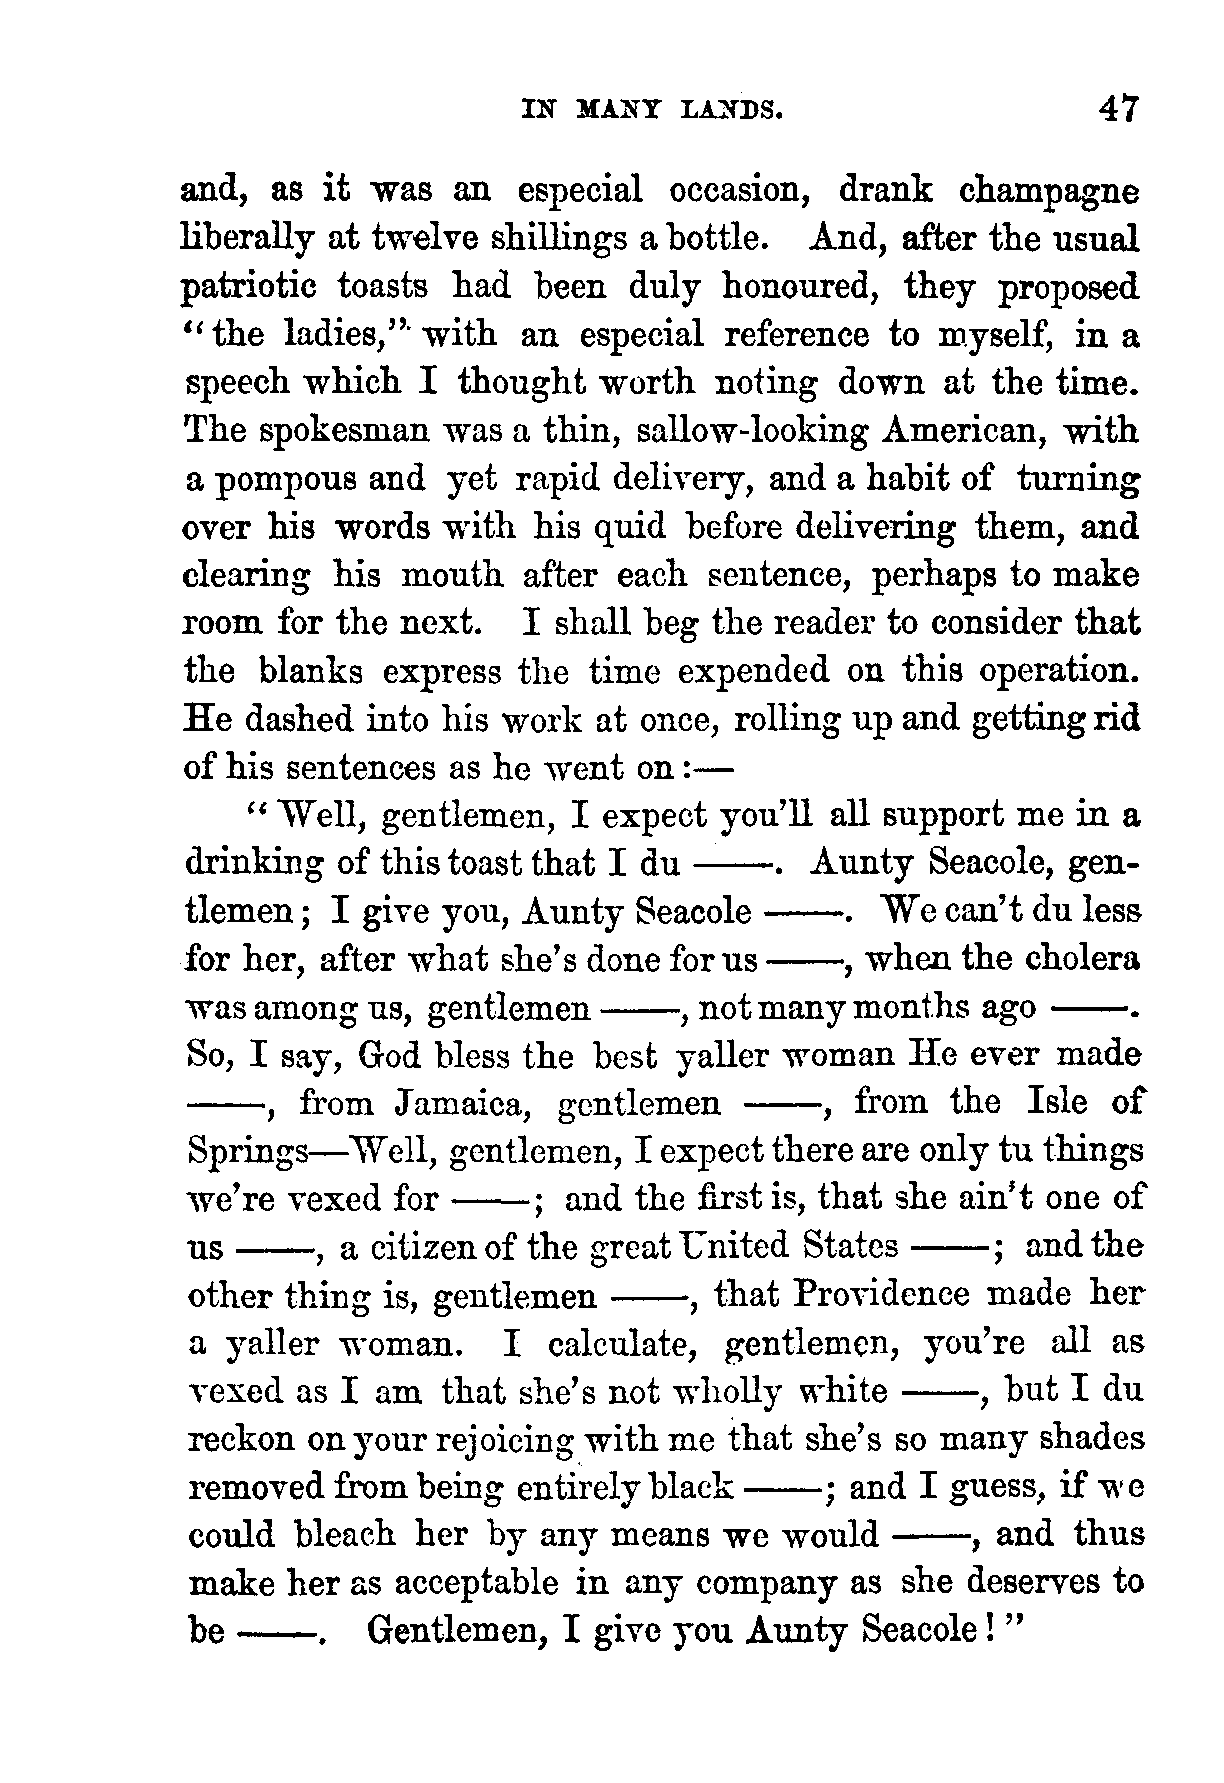 IN MANY LANDS. 47
and, as it was an especial occasion, drank champagne
liberally at twelve shillings a bottle. And, after the usual
patriotic toasts had been duly honoured, they proposed
“the ladies,” with an especial reference to myself, in a
speech which I thought worth noting down at the time.
The spokesman was a thin, sallow-looking American, with
a pompous and yet rapid delivery, and a habit of turning
over his words with his quid before delivering them, and
clearing his mouth after each sentence, perhaps to make
room for the next. I shall beg the reader to consider that
the blanks express the time expended on this operation.
He dashed into his work at once, rolling up and getting rid
of his sentences as he went on:—
“Well, gentlemen, I expect you’ll all support me in a
drinking of this toast that I du ——. Aunty Seacole, gen-
tlemen; I give you, Aunty Seacole ——. We can’t du less
for her, after what she’s done for us ——, when the cholera
was among us, gentlemen ——, not many months ago ——.
So, I say, God bless the best yaller woman He ever made
——, from Jamaica, gentlemen ——, from the Isle of
Springs—Well, gentlemen, I expect there are only tu things
we’re vexed for ——; and the first is, that she ain’t one of
us ——, a citizen of the great United States ——; and the
other thing is, gentlemen ——, that Providence made her
a yaller woman. I calculate, gentlemen, you’re all as
vexed as I am that she’s not wholly white ——, but I du
reckon on your rejoicing with me that she’s so many shades
removed from being entirely black ——; and I guess, if we
could bleach her by any means we would ——, and thus
make her as acceptable in any company as she deserves to
be ——. Gentlemen, I give you Aunty Seacole!”